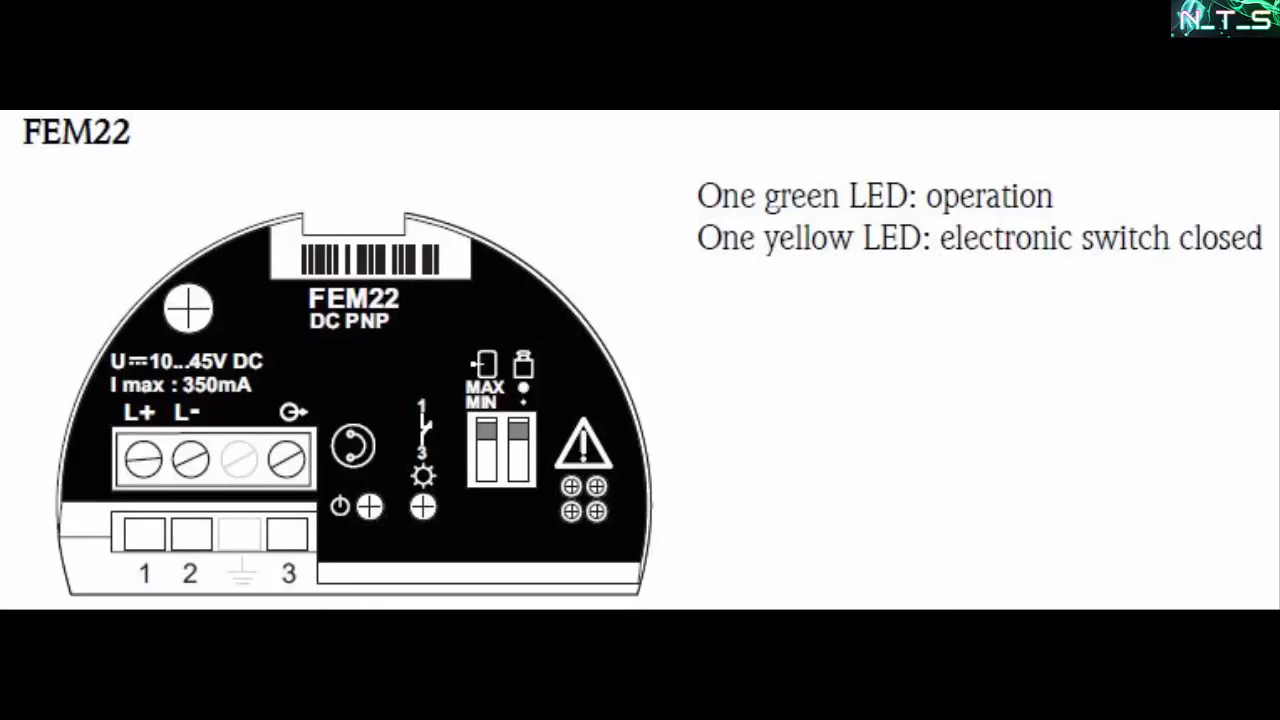 N_T_S
FEM22
One green LED: operation
One yellow LED: electronic switch closed
FEM22
DC PNP
U⎓10...45V DC
I max : 350mA
L+ L-
MAX
MIN
1
3
1 2 3